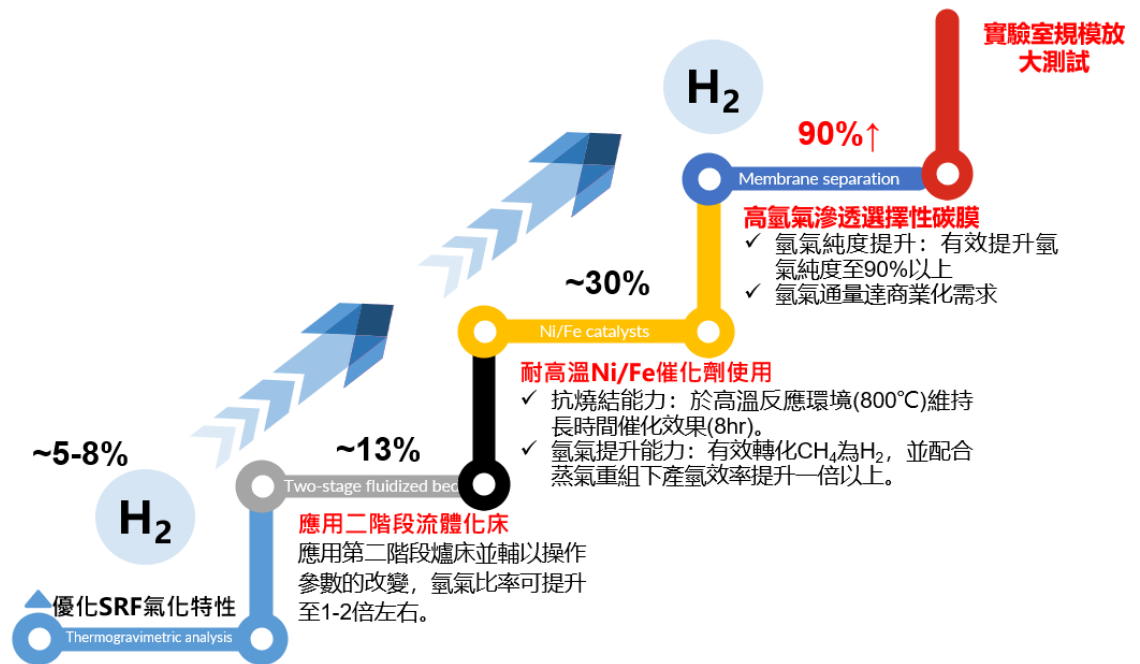 實驗室規模放
大測試
H₂
90%↑
Membrane separation
高氫氣滲透選擇性碳膜
✓ 氫氣純度提升：有效提升氫
氣純度至90%以上
✓ 氫氣通量達商業化需求
~30%
Ni/Fe catalysts
耐高溫Ni/Fe催化劑使用
✓ 抗燒結能力：於高溫反應環境(800℃)維持
長時間催化效果(8hr)。
✓ 氫氣提升能力：有效轉化CH₄為H₂，並配合
蒸氣重組下產氫效率提升一倍以上。
~13%
Two-stage fluidized bed
應用二階段流體化床
應用第二階段爐床並輔以操作
參數的改變，氫氣比率可提升
至1-2倍左右。
~5-8%
H₂
優化SRF氣化特性
Thermogravimetric analysis